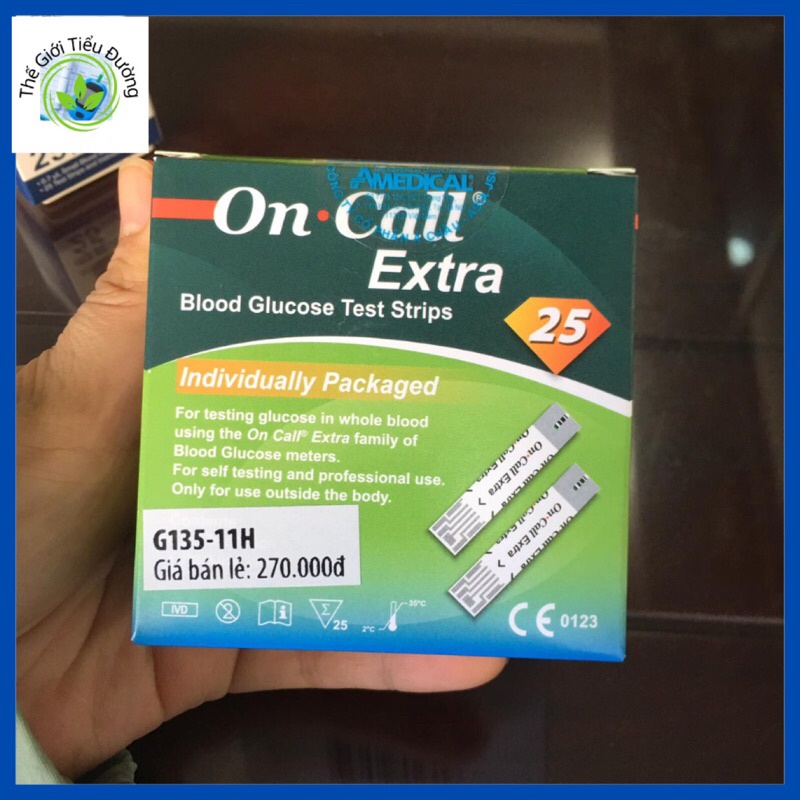 Thế Giới Tiểu Đường
AMEDICAL
On Call®
Extra
Blood Glucose Test Strips
25
Individually Packaged
For testing glucose in whole blood
using the On Call® Extra family of
Blood Glucose meters.
For self testing and professional use.
Only for use outside the body.
On Call Extra
On Call Extra
G135-11H
Giá bán lẻ: 270.000đ
IVD
2
i
Σ
25
2°C
35°C
CE 0123